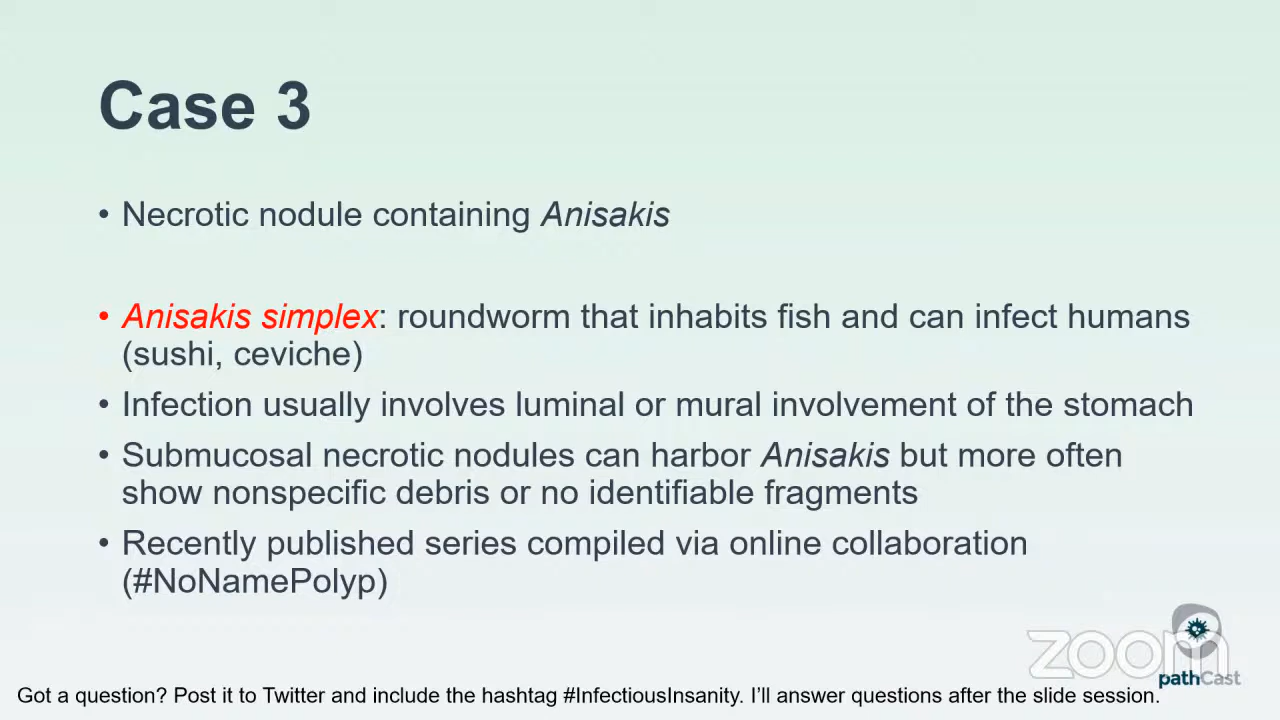 Case 3
• Necrotic nodule containing Anisakis
• Anisakis simplex: roundworm that inhabits fish and can infect humans
(sushi, ceviche)
• Infection usually involves luminal or mural involvement of the stomach
• Submucosal necrotic nodules can harbor Anisakis but more often
show nonspecific debris or no identifiable fragments
• Recently published series compiled via online collaboration
(#NoNamePolyp)
zoom
pathCast
Got a question? Post it to Twitter and include the hashtag #InfectiousInsanity. I’ll answer questions after the slide session.